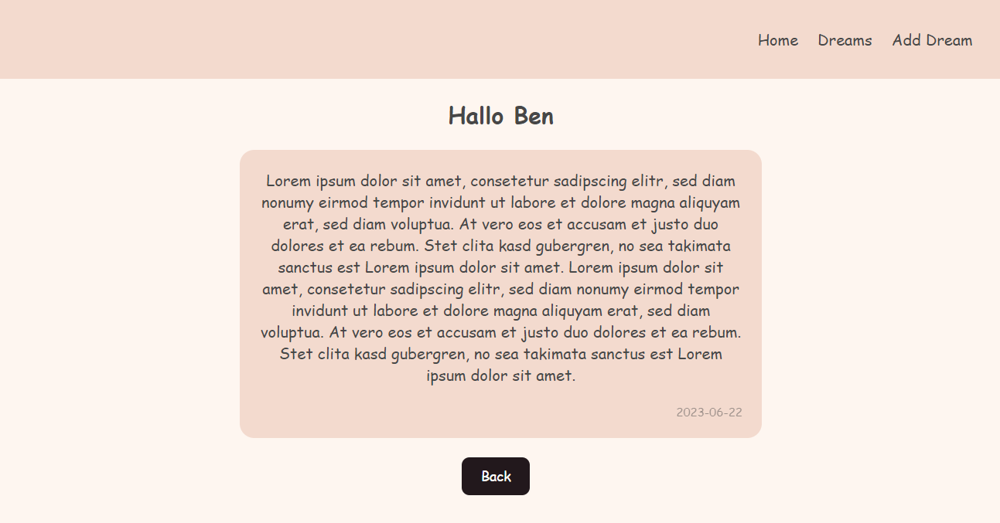 Home Dreams Add Dream
Hallo Ben
Lorem ipsum dolor sit amet, consetetur sadipscing elitr, sed diam
nonumy eirmod tempor invidunt ut labore et dolore magna aliquyam
erat, sed diam voluptua. At vero eos et accusam et justo duo
dolores et ea rebum. Stet clita kasd gubergren, no sea takimata
sanctus est Lorem ipsum dolor sit amet. Lorem ipsum dolor sit
amet, consetetur sadipscing elitr, sed diam nonumy eirmod tempor
invidunt ut labore et dolore magna aliquyam erat, sed diam
voluptua. At vero eos et accusam et justo duo dolores et ea rebum.
Stet clita kasd gubergren, no sea takimata sanctus est Lorem
ipsum dolor sit amet.
2023-06-22
Back